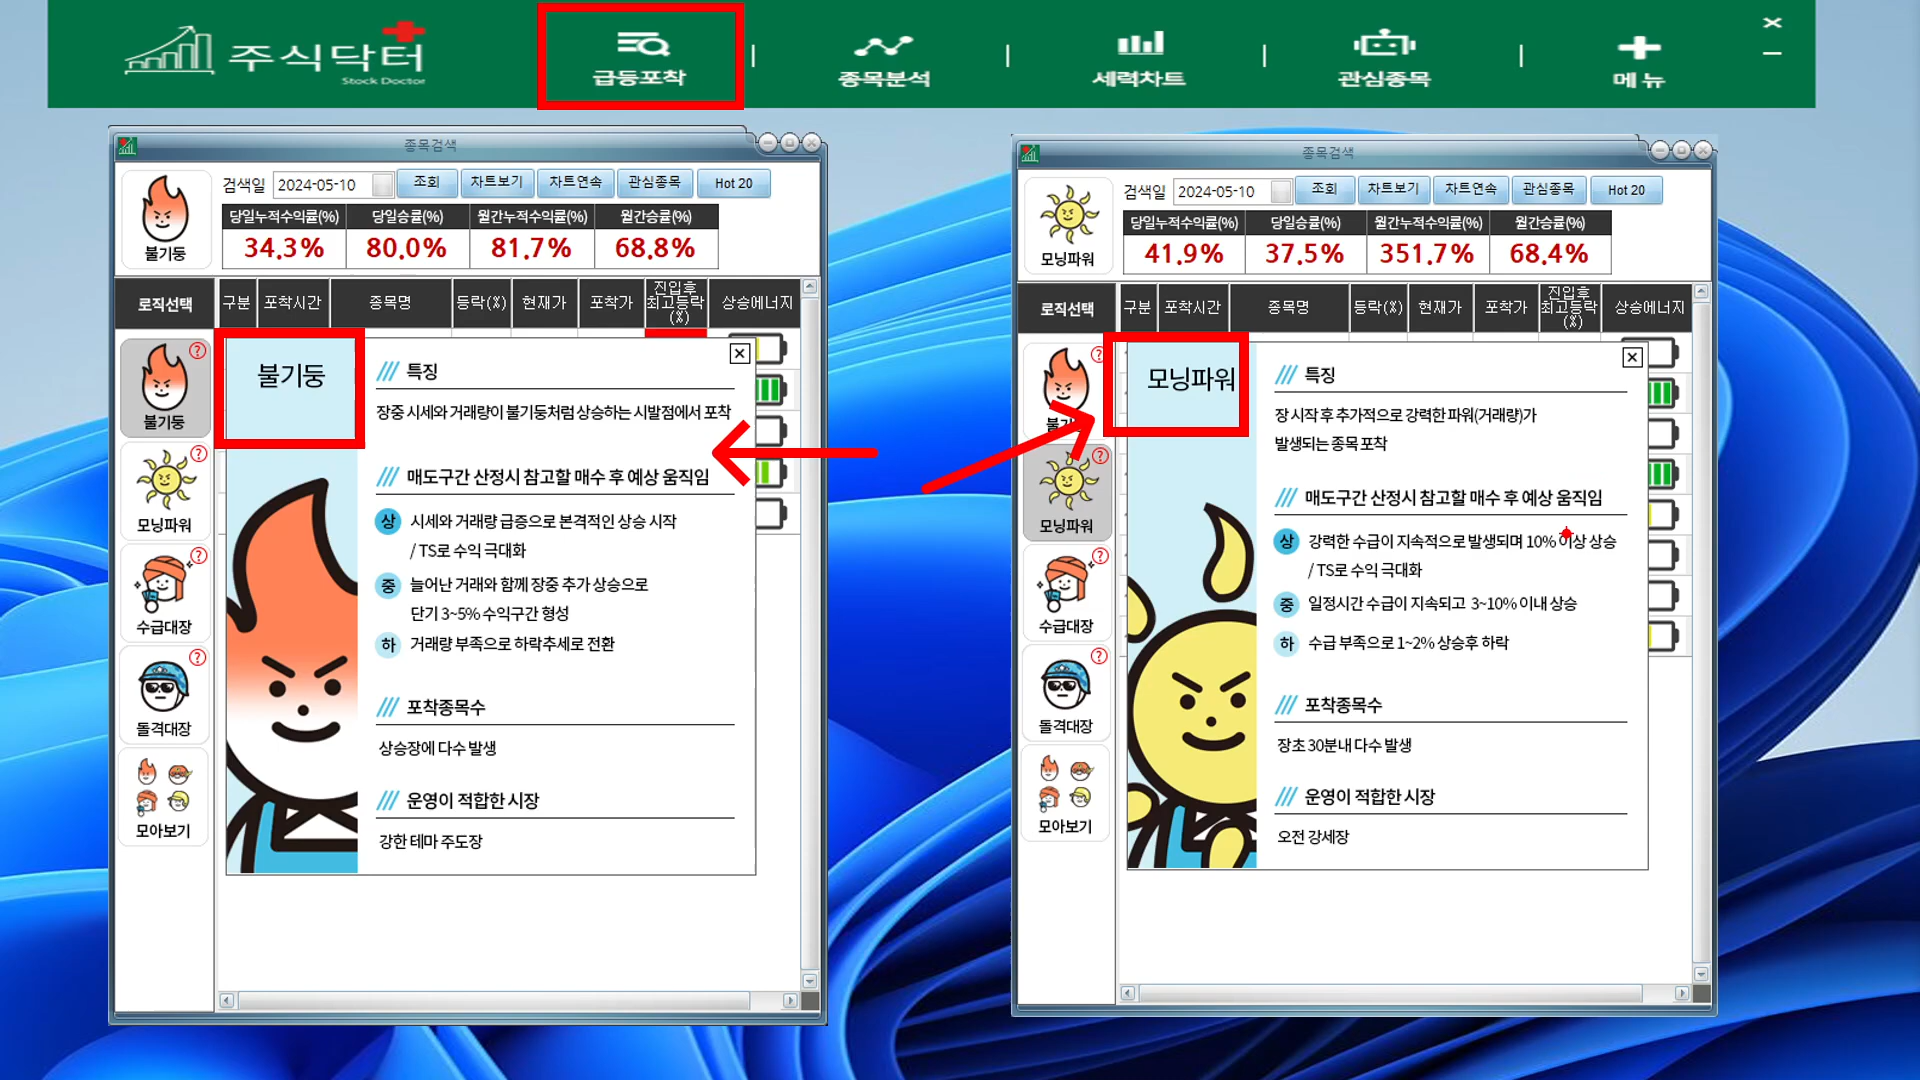 주식닥터
Stock Doctor
급등포착
종목분석
세력차트
관심종목
메뉴
종목검색
불기둥
검색일 2024-05-10 조회 차트보기 차트연속 관심종목 Hot 20
당일누적수익률(%) 당일승률(%) 월간누적수익률(%) 월간승률(%)
34.3% 80.0% 81.7% 68.8%
로직선택 구분 포착시간 종목명 등락(%) 현재가 포착가 진입후 최고등락 (%) 상승에너지
불기둥
모닝파워
수급대장
돌격대장
모아보기
불기둥
특징
장중 시세와 거래량이 불기둥처럼 상승하는 시발점에서 포착
매도구간 산정시 참고할 매수 후 예상 움직임
상 시세와 거래량 급증으로 본격적인 상승 시작
/ TS로 수익 극대화
중 늘어난 거래와 함께 장중 추가 상승으로
단기 3~5% 수익구간 형성
하 거래량 부족으로 하락추세로 전환
포착종목수
상승장에 다수 발생
운영이 적합한 시장
강한 테마 주도장
종목검색
모닝파워
검색일 2024-05-10 조회 차트보기 차트연속 관심종목 Hot 20
당일누적수익률(%) 당일승률(%) 월간누적수익률(%) 월간승률(%)
41.9% 37.5% 351.7% 68.4%
로직선택 구분 포착시간 종목명 등락(%) 현재가 포착가 진입후 최고등락 (%) 상승에너지
모닝파워
수급대장
돌격대장
모아보기
모닝파워
특징
장 시작 후 추가적으로 강력한 파워(거래량)가
발생되는 종목 포착
매도구간 산정시 참고할 매수 후 예상 움직임
상 강력한 수급이 지속적으로 발생되며 10% 이상 상승
/ TS로 수익 극대화
중 일정시간 수급이 지속되고 3~10% 이내 상승
하 수급 부족으로 1~2% 상승후 하락
포착종목수
장초 30분내 다수 발생
운영이 적합한 시장
오전 강세장